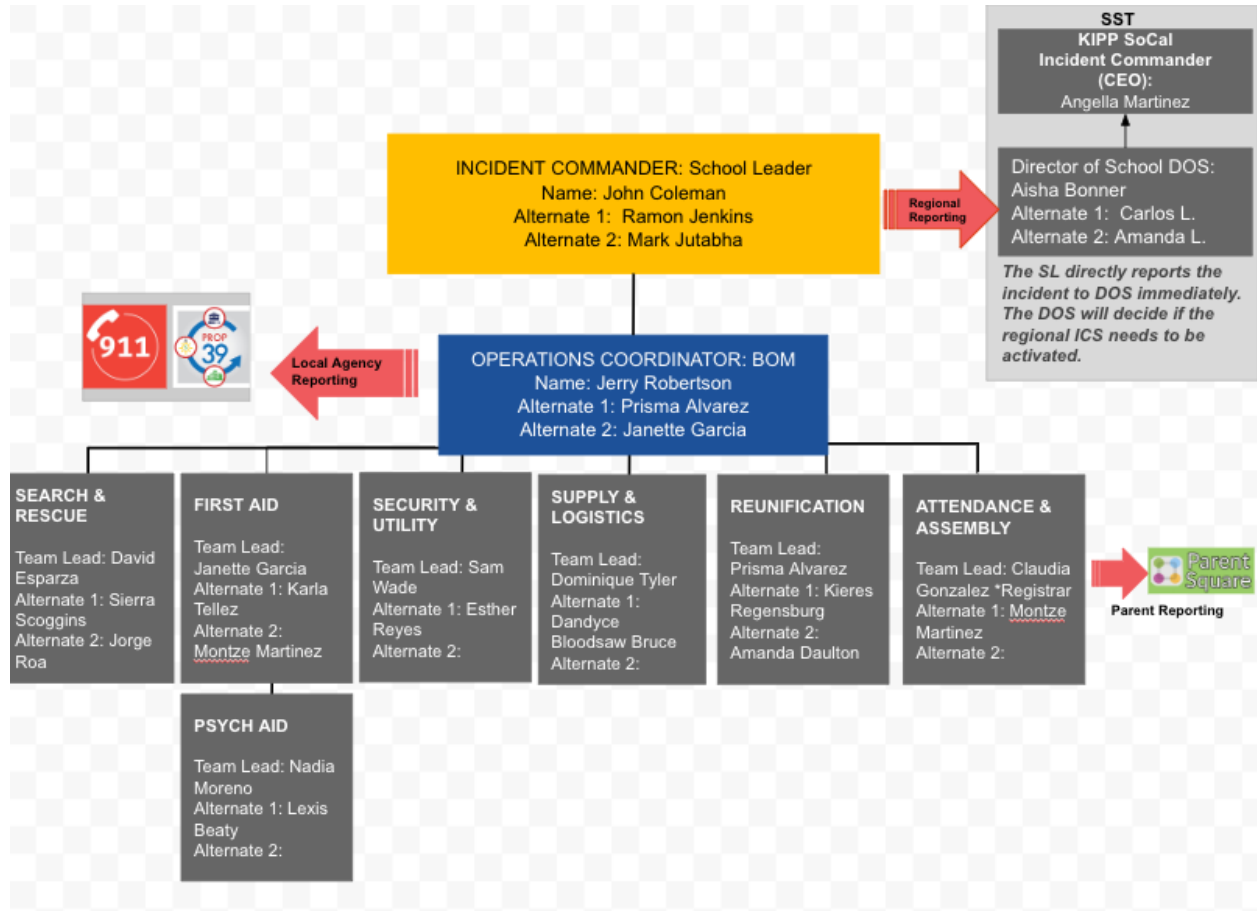 SST
KIPP SoCal
Incident Commander
(CEO):
Angella Martinez
INCIDENT COMMANDER: School Leader
Name: John Coleman
Alternate 1:  Ramon Jenkins
Alternate 2: Mark Jutabha
Regional
Reporting
Director of School DOS:
Aisha Bonner
Alternate 1:  Carlos L.
Alternate 2: Amanda L.
The SL directly reports the
incident to DOS immediately.
The DOS will decide if the
regional ICS needs to be
activated.
911
PROP
39
Local Agency
Reporting
OPERATIONS COORDINATOR: BOM
Name: Jerry Robertson
Alternate 1: Prisma Alvarez
Alternate 2: Janette Garcia
SEARCH &
RESCUE
Team Lead: David
Esparza
Alternate 1: Sierra
Scoggins
Alternate 2: Jorge
Roa
FIRST AID
Team Lead:
Janette Garcia
Alternate 1: Karla
Tellez
Alternate 2:
Montze Martinez
SECURITY &
UTILITY
Team Lead: Sam
Wade
Alternate 1: Esther
Reyes
Alternate 2:
SUPPLY &
LOGISTICS
Team Lead:
Dominique Tyler
Alternate 1:
Dandyce
Bloodsaw Bruce
Alternate 2:
REUNIFICATION
Team Lead:
Prisma Alvarez
Alternate 1: Kieres
Regensburg
Alternate 2:
Amanda Daulton
ATTENDANCE &
ASSEMBLY
Team Lead: Claudia
Gonzalez *Registrar
Alternate 1: Montze
Martinez
Alternate 2:
Parent
Square
Parent Reporting
PSYCH AID
Team Lead: Nadia
Moreno
Alternate 1: Lexis
Beaty
Alternate 2: